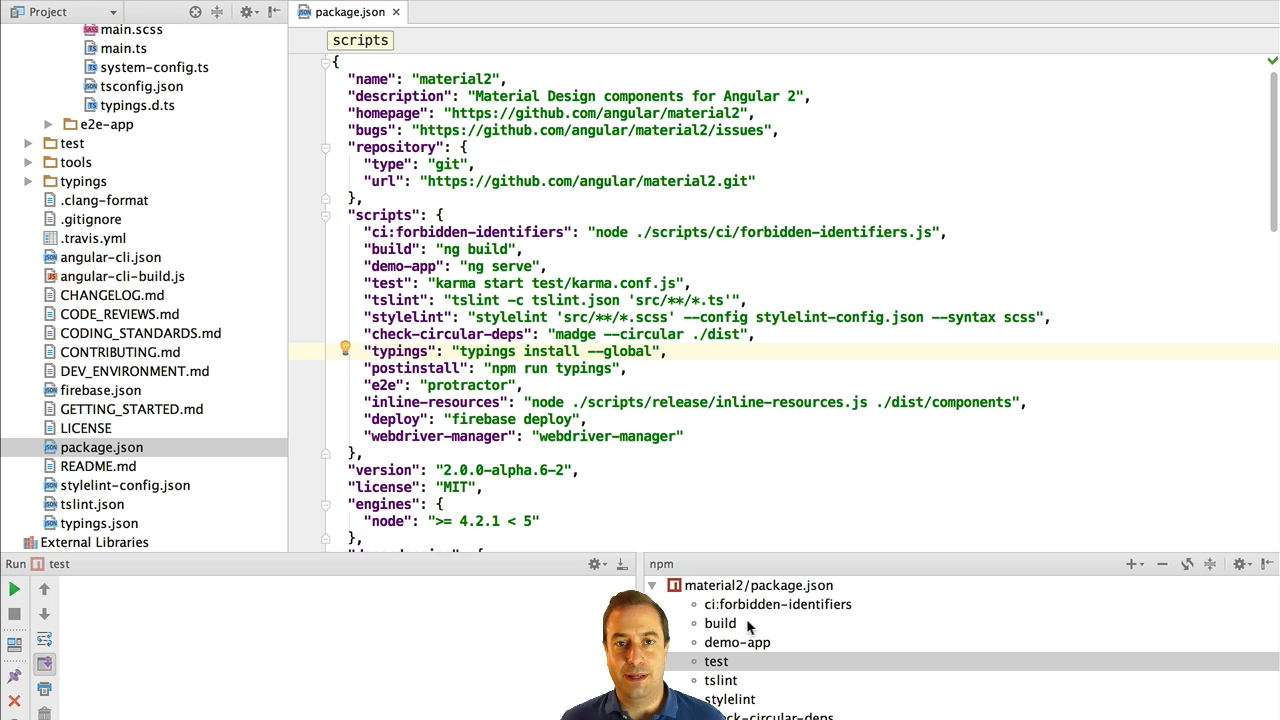 Project
package.json
main.scss
main.ts
system-config.ts
tsconfig.json
typings.d.ts
e2e-app
test
tools
typings
.clang-format
.gitignore
.travis.yml
angular-cli.json
angular-cli-build.js
CHANGELOG.md
CODE_REVIEWS.md
CODING_STANDARDS.md
CONTRIBUTING.md
DEV_ENVIRONMENT.md
firebase.json
GETTING_STARTED.md
LICENSE
package.json
README.md
stylelint-config.json
tslint.json
typings.json
External Libraries
scripts
{
"name": "material2",
"description": "Material Design components for Angular 2",
"homepage": "https://github.com/angular/material2",
"bugs": "https://github.com/angular/material2/issues",
"repository": {
"type": "git",
"url": "https://github.com/angular/material2.git"
},
"scripts": {
"ci:forbidden-identifiers": "node ./scripts/ci/forbidden-identifiers.js",
"build": "ng build",
"demo-app": "ng serve",
"test": "karma start test/karma.conf.js",
"tslint": "tslint -c tslint.json 'src/**/*.ts'",
"stylelint": "stylelint 'src/**/*.scss' --config stylelint-config.json --syntax scss",
"check-circular-deps": "madge --circular ./dist",
"typings": "typings install --global",
"postinstall": "npm run typings",
"e2e": "protractor",
"inline-resources": "node ./scripts/release/inline-resources.js ./dist/components",
"deploy": "firebase deploy",
"webdriver-manager": "webdriver-manager"
},
"version": "2.0.0-alpha.6-2",
"license": "MIT",
"engines": {
"node": ">= 4.2.1 < 5"
},
Run test
npm
material2/package.json
ci:forbidden-identifiers
build
demo-app
test
tslint
stylelint
check-circular-deps